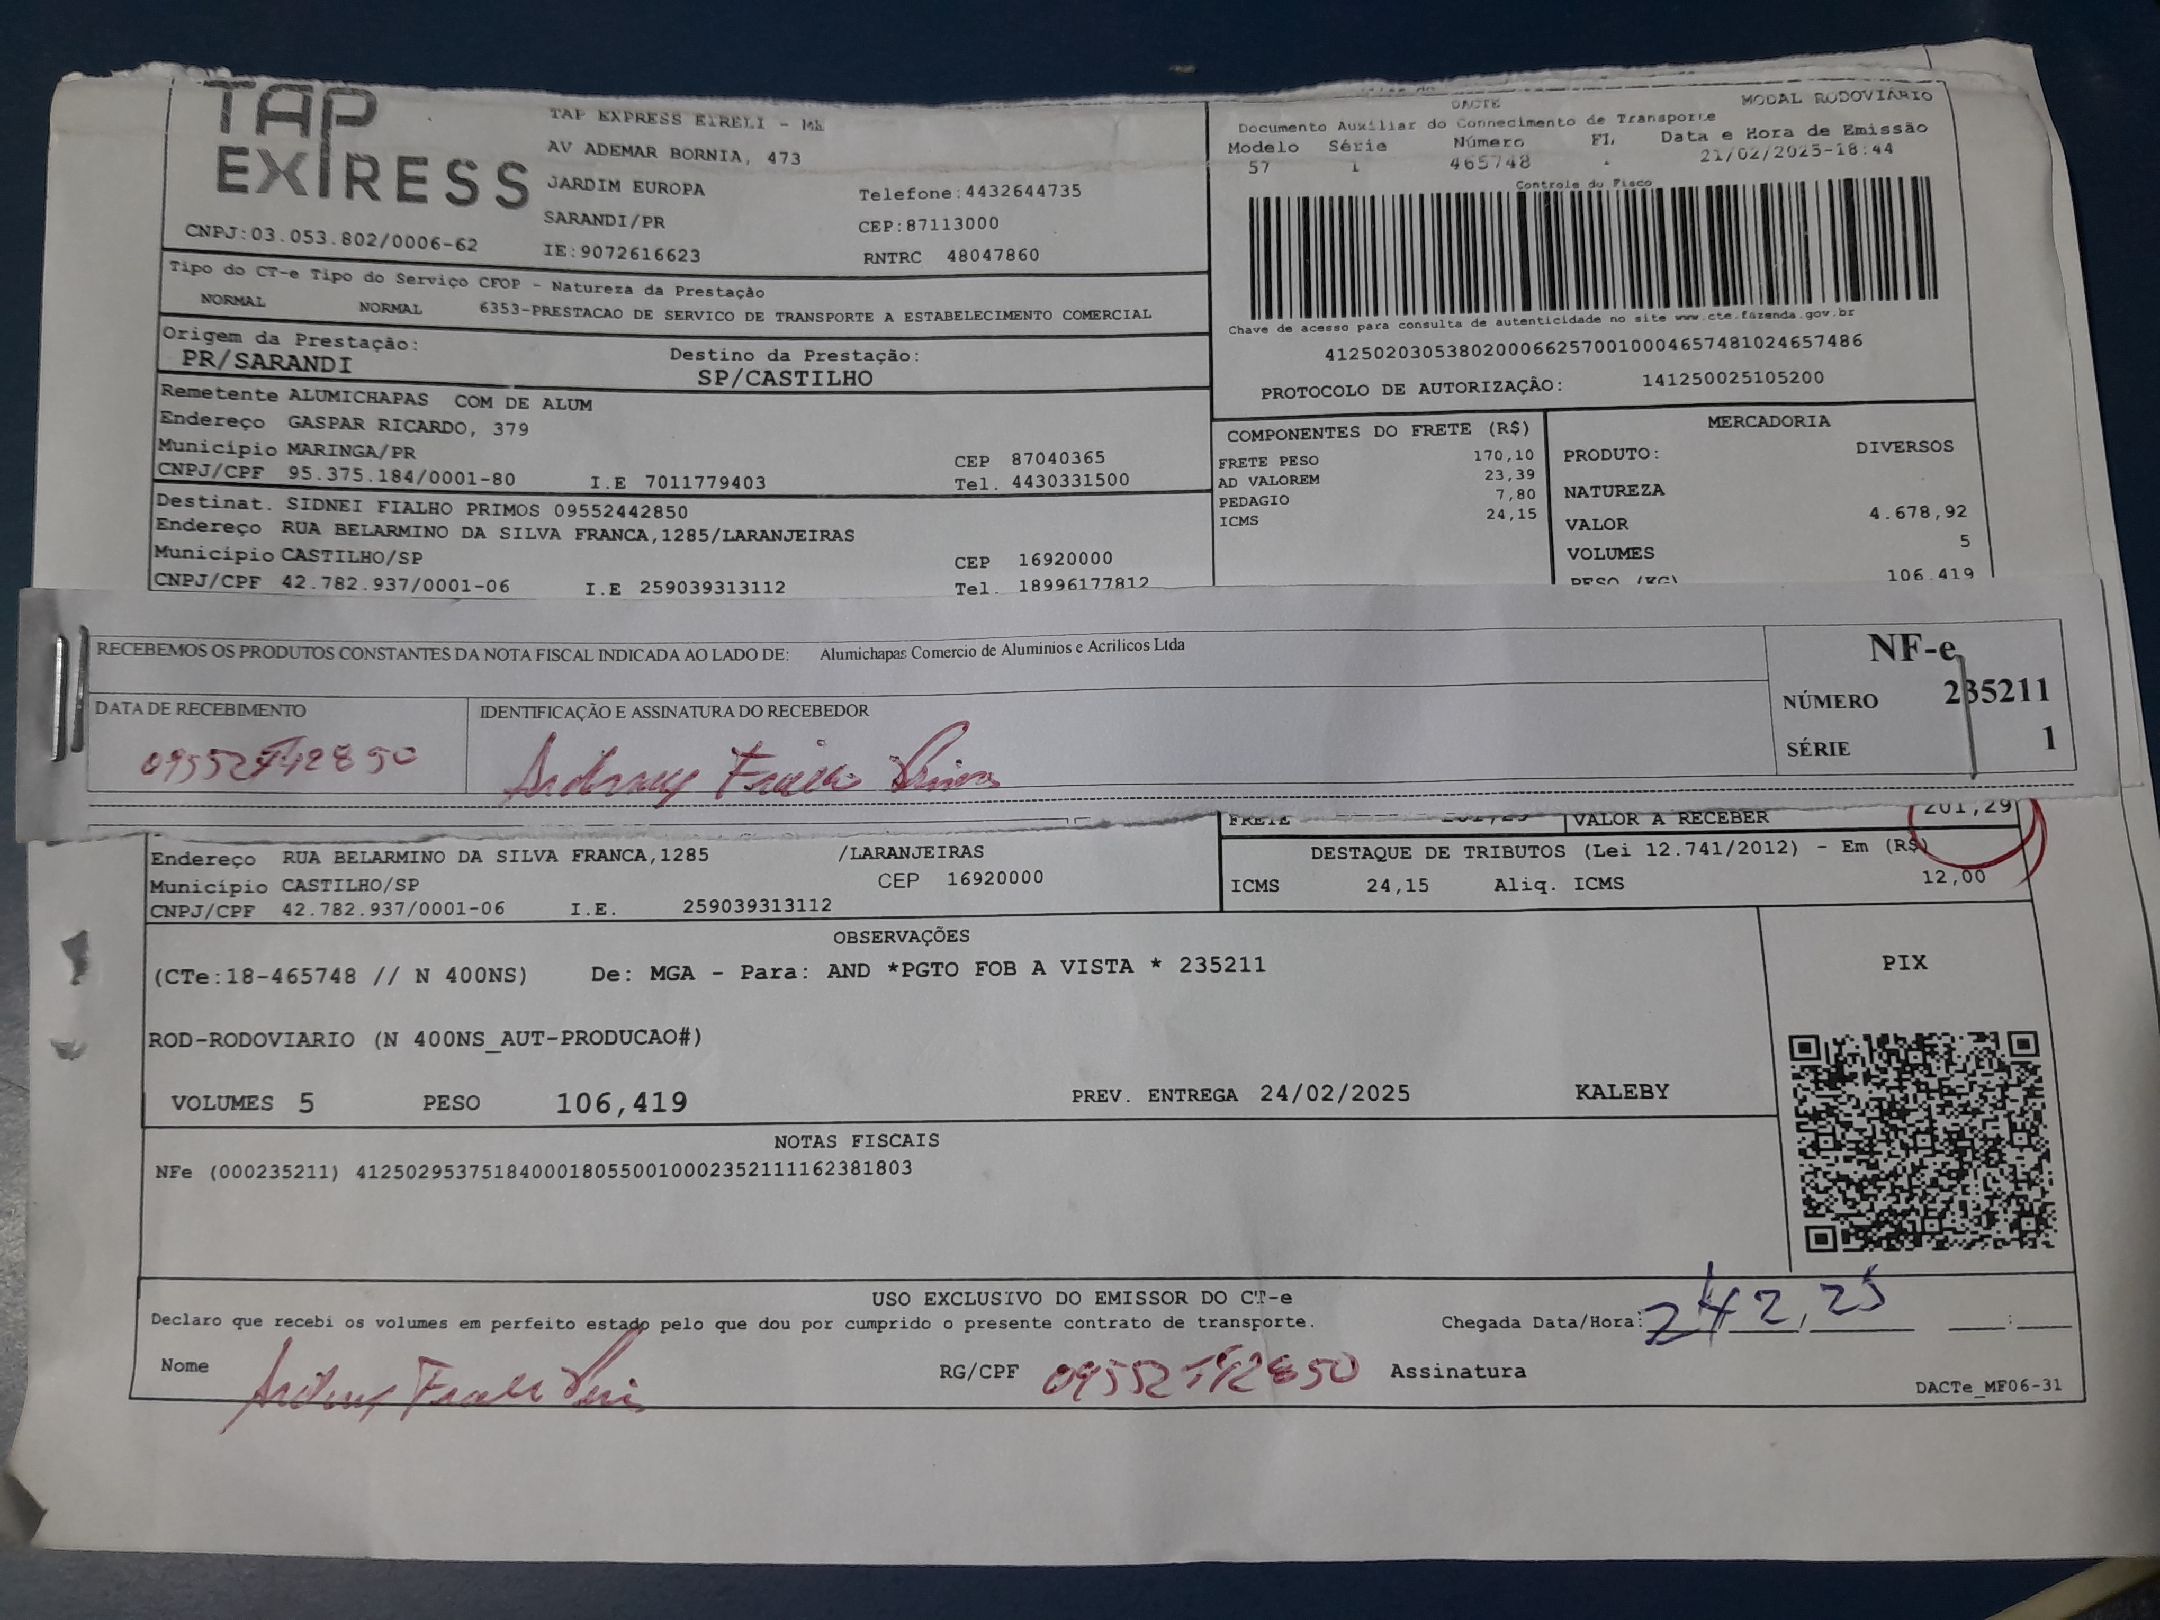 TAP EXPRESS
TAP EXPRESS EIRELI - ME
AV ADEMAR BORNIA, 473
JARDIM EUROPA
Telefone:4432644735
SARANDI/PR
CEP:87113000
CNPJ:03.053.802/0006-62
IE:9072616623
RNTRC 48047860
DACTE
MODAL RODOVIÁRIO
Documento Auxiliar do Connecimento de Transporte
Modelo Série Número FL Data e Hora de Emissão
57 1 465748 21/02/2025-18:44
Controle do Fisco
Chave de acesso para consulta de autenticidade no site www.cte.fazenda.gov.br
41250203053802000662570010004657481024657486
PROTOCOLO DE AUTORIZAÇÃO: 141250025105200
Tipo do CT-e Tipo do Serviço CFOP - Natureza da Prestação
NORMAL NORMAL 6353-PRESTACAO DE SERVICO DE TRANSPORTE A ESTABELECIMENTO COMERCIAL
Origem da Prestação:
PR/SARANDI
Destino da Prestação:
SP/CASTILHO
Remetente ALUMICHAPAS COM DE ALUM
Endereço GASPAR RICARDO, 379
Município MARINGA/PR
CEP 87040365
CNPJ/CPF 95.375.184/0001-80 I.E 7011779403 Tel. 4430331500
Destinat. SIDNEI FIALHO PRIMOS 09552442850
Endereço RUA BELARMINO DA SILVA FRANCA,1285/LARANJEIRAS
Município CASTILHO/SP
CEP 16920000
CNPJ/CPF 42.782.937/0001-06 I.E 259039313112 Tel. 18996177812
COMPONENTES DO FRETE (R$)
FRETE PESO 170,10
AD VALOREM 23,39
PEDAGIO 7,80
ICMS 24,15
MERCADORIA
PRODUTO: DIVERSOS
NATUREZA
VALOR 4.678,92
VOLUMES 5
PESO (KG) 106,419
RECEBEMOS OS PRODUTOS CONSTANTES DA NOTA FISCAL INDICADA AO LADO DE: Alumichapas Comercio de Aluminios e Acrilicos Ltda
NF-e
NÚMERO 235211
SÉRIE 1
DATA DE RECEBIMENTO
IDENTIFICAÇÃO E ASSINATURA DO RECEBEDOR
09552442850
FRETE 201,29 VALOR A RECEBER 201,29
Endereço RUA BELARMINO DA SILVA FRANCA,1285 /LARANJEIRAS
Município CASTILHO/SP CEP 16920000
CNPJ/CPF 42.782.937/0001-06 I.E. 259039313112
DESTAQUE DE TRIBUTOS (Lei 12.741/2012) - Em (R$)
ICMS 24,15 Aliq. ICMS 12,00
OBSERVAÇÕES
(CTe:18-465748 // N 400NS) De: MGA - Para: AND *PGTO FOB A VISTA * 235211
ROD-RODOVIARIO (N 400NS_AUT-PRODUCAO#)
VOLUMES 5 PESO 106,419 PREV. ENTREGA 24/02/2025 KALEBY
PIX
NOTAS FISCAIS
NFe (000235211) 41250295375184000180550010002352111162381803
USO EXCLUSIVO DO EMISSOR DO CT-e
Declaro que recebi os volumes em perfeito estado pelo que dou por cumprido o presente contrato de transporte.
Chegada Data/Hora:
Nome
RG/CPF 09552442850 Assinatura
DACTe_MF06-31